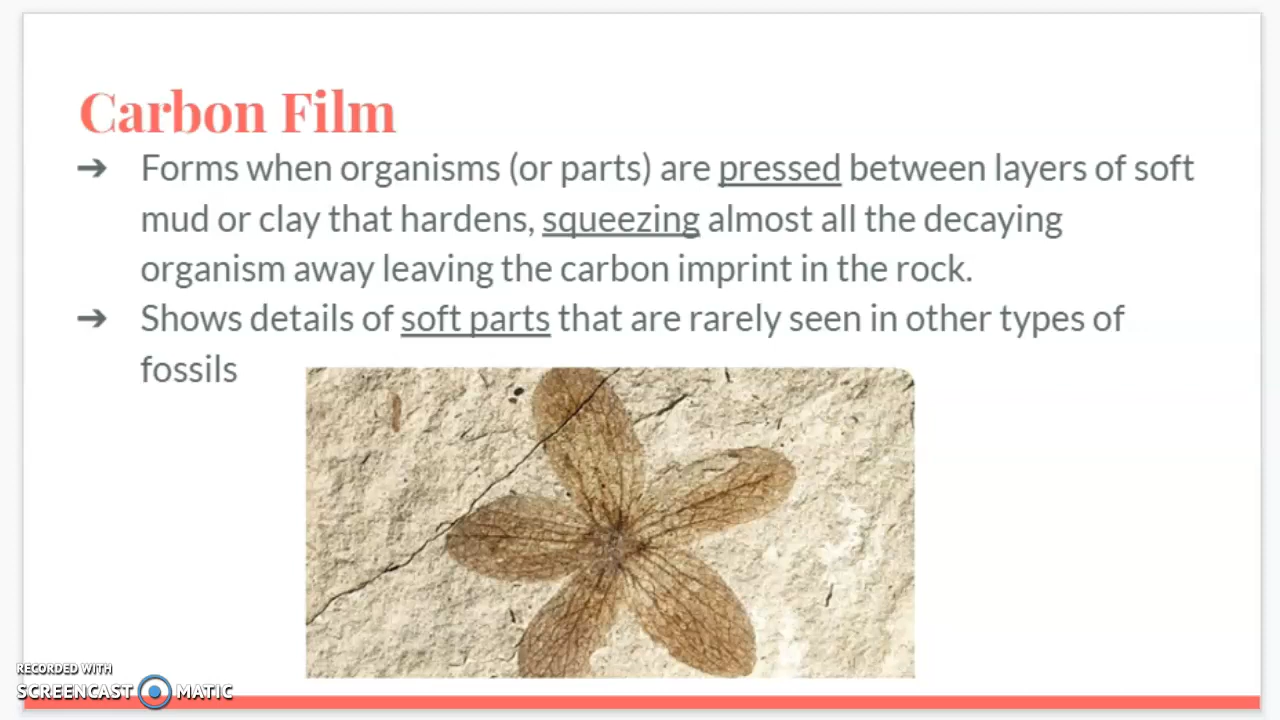 Carbon Film
➔ Forms when organisms (or parts) are pressed between layers of soft
mud or clay that hardens, squeezing almost all the decaying
organism away leaving the carbon imprint in the rock.
➔ Shows details of soft parts that are rarely seen in other types of
fossils
RECORDED WITH
SCREENCAST MATIC